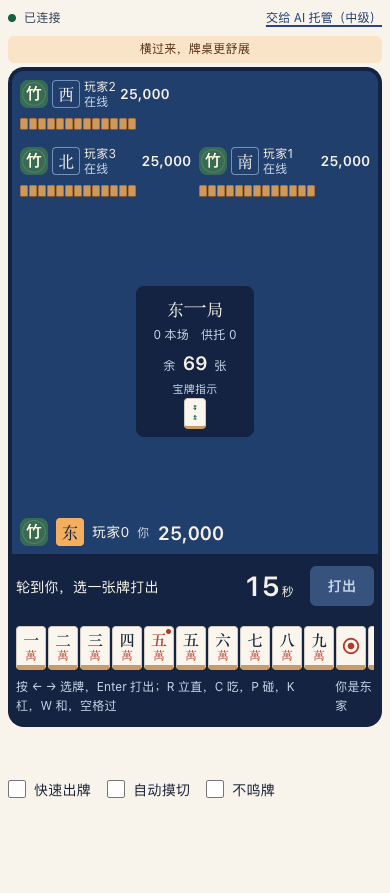 已连接
交给 AI 托管（中级）
横过来，牌桌更舒展
竹 西 玩家2 在线 25,000
竹 北 玩家3 在线 25,000
竹 南 玩家1 在线 25,000
东一局
0 本场 供托 0
余 69 张
宝牌指示
竹 东 玩家0 你 25,000
轮到你，选一张牌打出
15 秒
打出
一萬 二萬 三萬 四萬 五萬 五萬 六萬 七萬 八萬 九萬
按 ← → 选牌，Enter 打出；R 立直，C 吃，P 碰，K
杠，W 和，空格过
你是东
家
快速出牌
自动摸切
不鸣牌